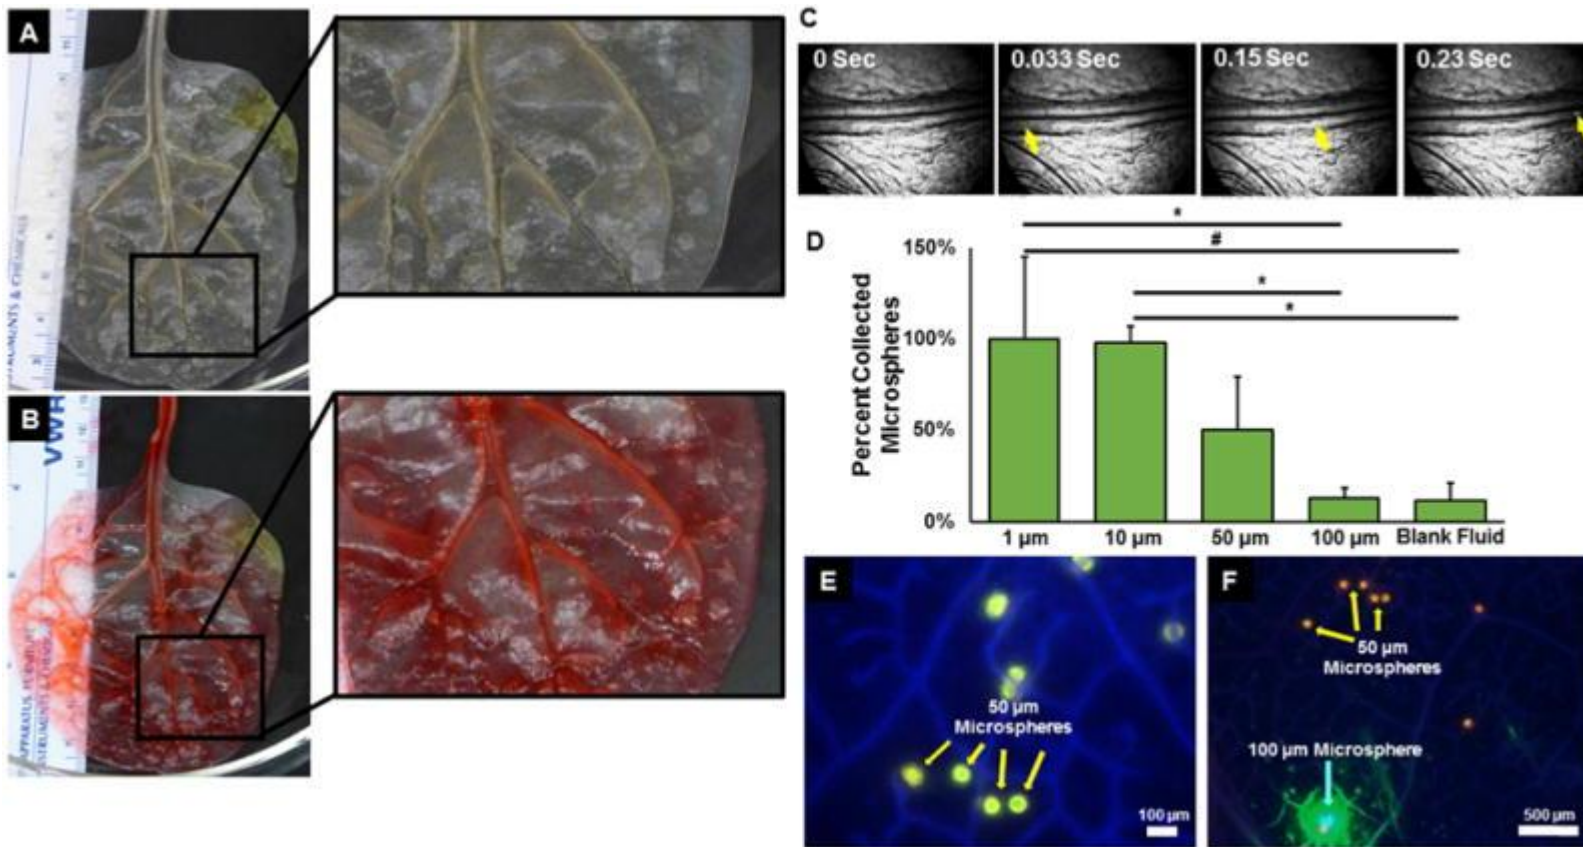 A
B
VWR
INSTRUMENTS & CHEMICALS
C
0 Sec
0.033 Sec
0.15 Sec
0.23 Sec
D
*
#
*
*
Percent Collected
Microspheres
150%
100%
50%
0%
1 µm
10 µm
50 µm
100 µm
Blank Fluid
E
50 µm
Microspheres
100 µm
F
50 µm
Microspheres
100 µm Microsphere
500 µm